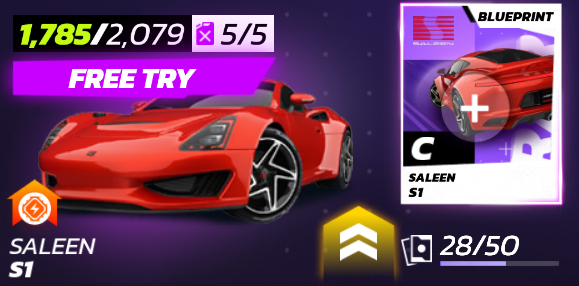 1,785/2,079 5/5
FREE TRY
SALEEN
S1
BLUEPRINT
C
SALEEN
S1
28/50